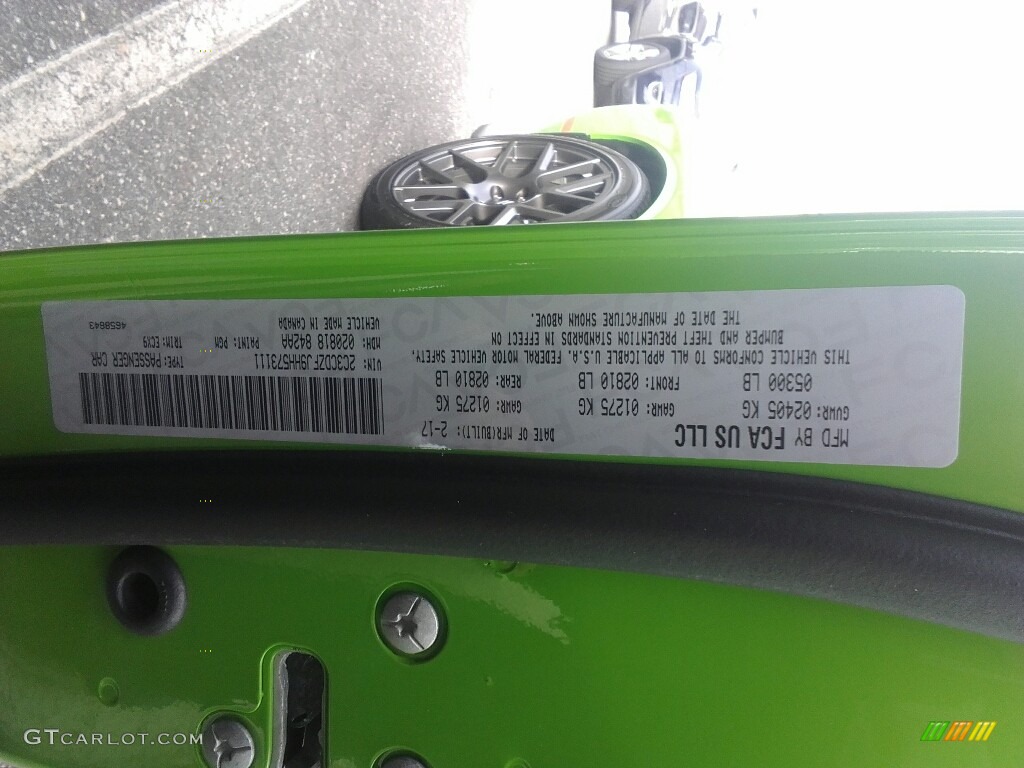 MFD BY FCA US LLC DATE OF MFR(BUILT): 2-17
GVWR: 02405 KG GAWR: 01275 KG GAWR: 01275 KG
05300 LB FRONT: 02810 LB REAR: 02810 LB
THIS VEHICLE CONFORMS TO ALL APPLICABLE U.S.A. FEDERAL MOTOR VEHICLE SAFETY,
BUMPER AND THEFT PREVENTION STANDARDS IN EFFECT ON
THE DATE OF MANUFACTURE SHOWN ABOVE.
VIN: 2C3CDZFJ9HH573111 TYPE: PASSENGER CAR
MDH: 020818 842AA PAINT: PGM TRIM: ECX9
VEHICLE MADE IN CANADA 4658643
GTCARLOT.COM